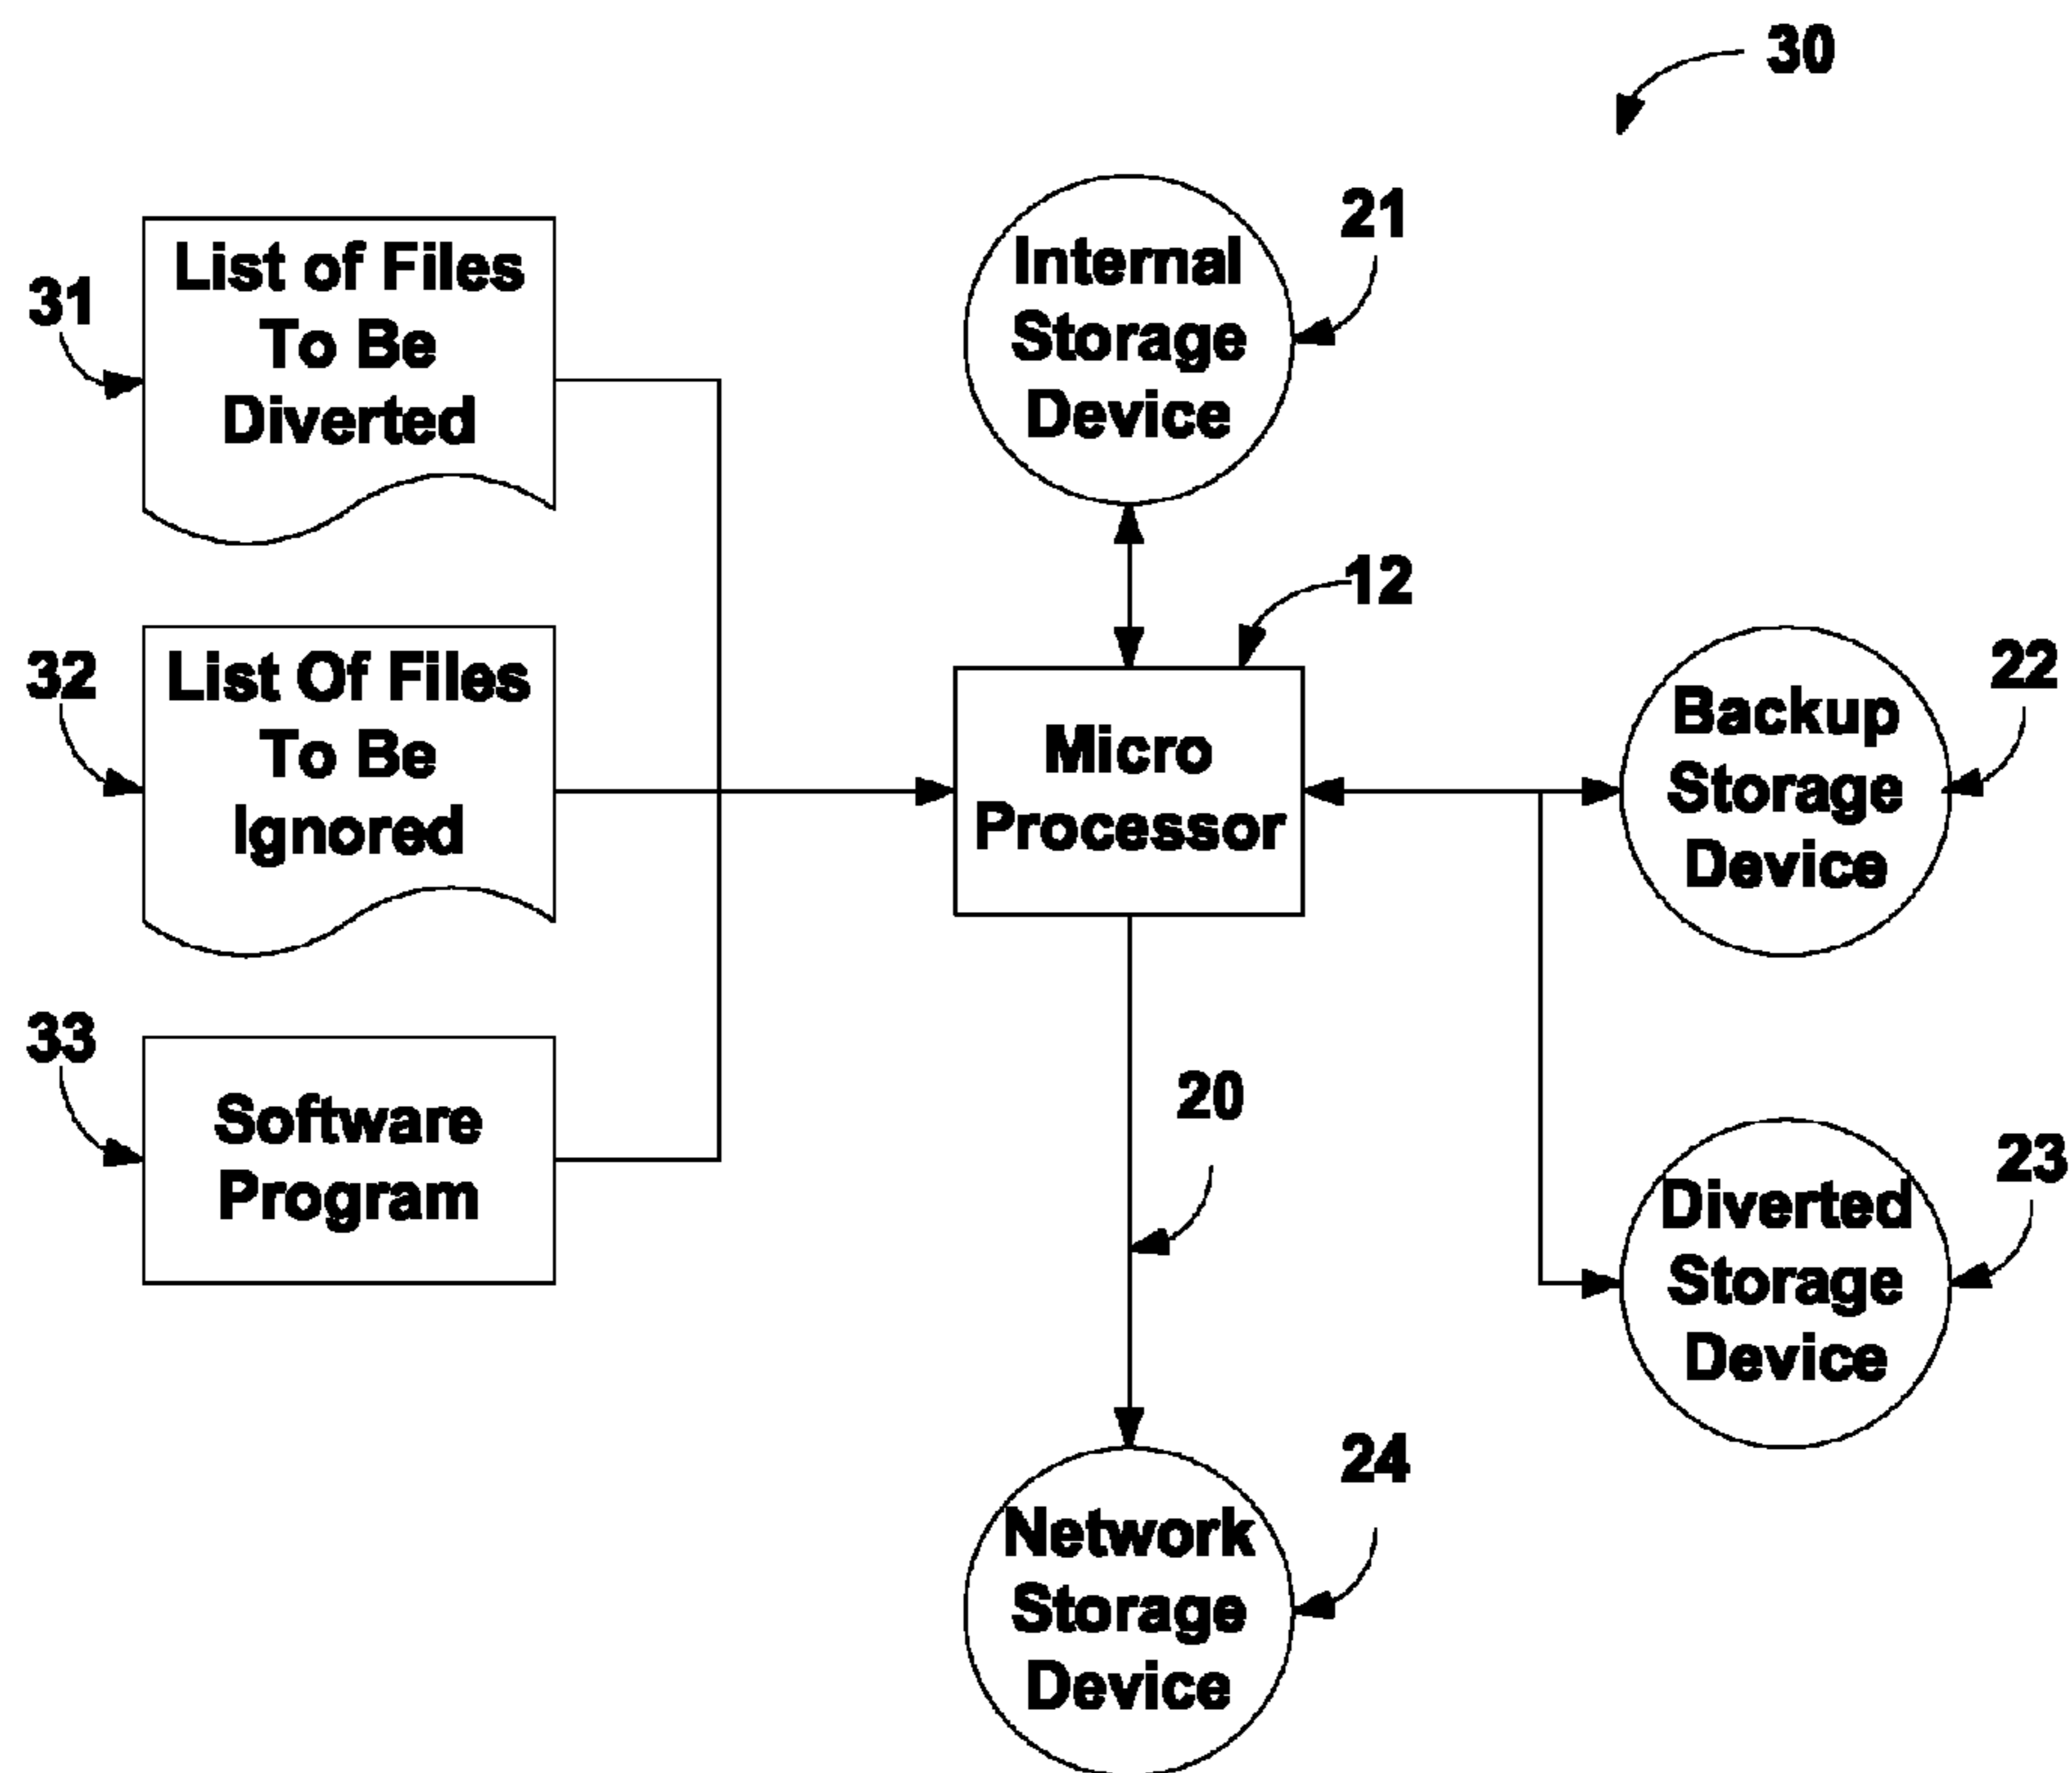 30
31
List of Files
To Be
Diverted
21
Internal
Storage
Device
32
List Of Files
To Be
Ignored
12
Micro
Processor
22
Backup
Storage
Device
33
Software
Program
20
23
Diverted
Storage
Device
24
Network
Storage
Device